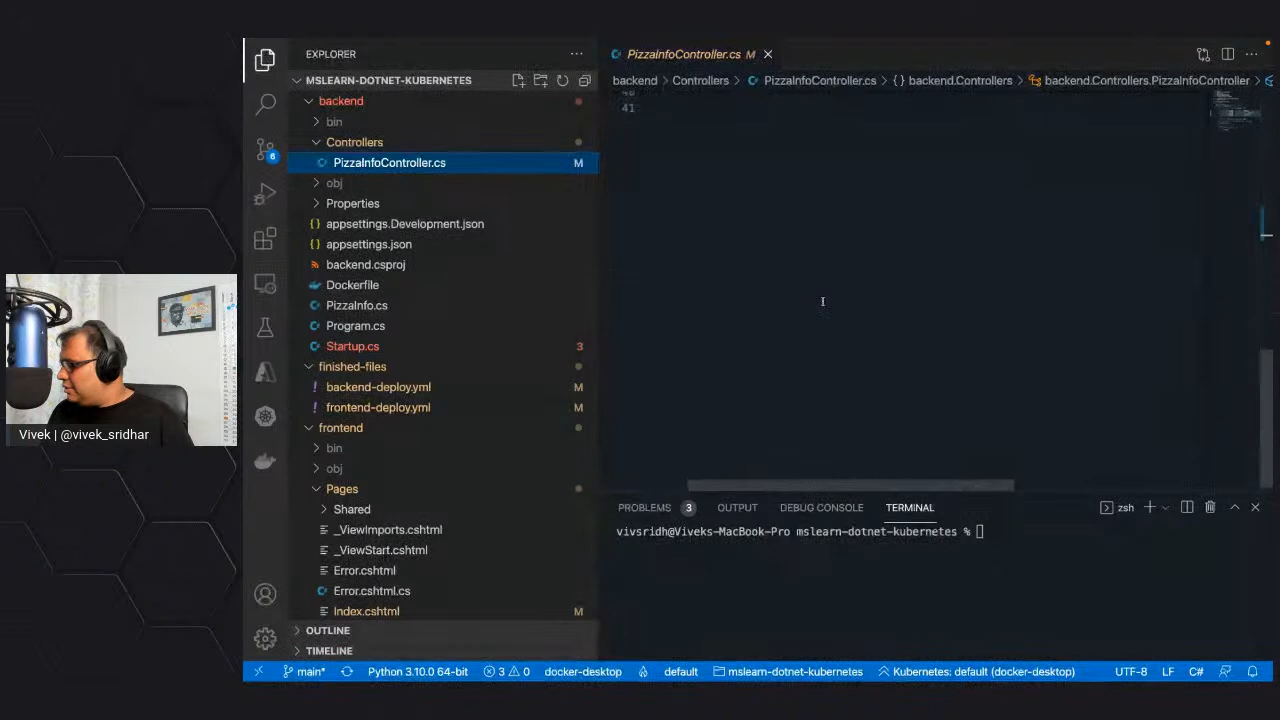 EXPLORER
MSLEARN-DOTNET-KUBERNETES
backend
bin
Controllers
PizzaInfoController.cs M
obj
Properties
{} appsettings.Development.json
{} appsettings.json
backend.csproj
Dockerfile
PizzaInfo.cs
Program.cs
Startup.cs 3
finished-files
! backend-deploy.yml M
! frontend-deploy.yml M
frontend
bin
obj
Pages
Shared
_ViewImports.cshtml
_ViewStart.cshtml
Error.cshtml
Error.cshtml.cs
Index.cshtml M
OUTLINE
TIMELINE
6
PizzaInfoController.cs M
backend > Controllers > PizzaInfoController.cs > {} backend.Controllers > backend.Controllers.PizzaInfoController >
40
41
PROBLEMS 3 OUTPUT DEBUG CONSOLE TERMINAL zsh
vivsridh@Viveks-MacBook-Pro mslearn-dotnet-kubernetes %
Vivek | @vivek_sridhar
main* Python 3.10.0 64-bit 3 0 docker-desktop default mslearn-dotnet-kubernetes Kubernetes: default (docker-desktop) UTF-8 LF C#